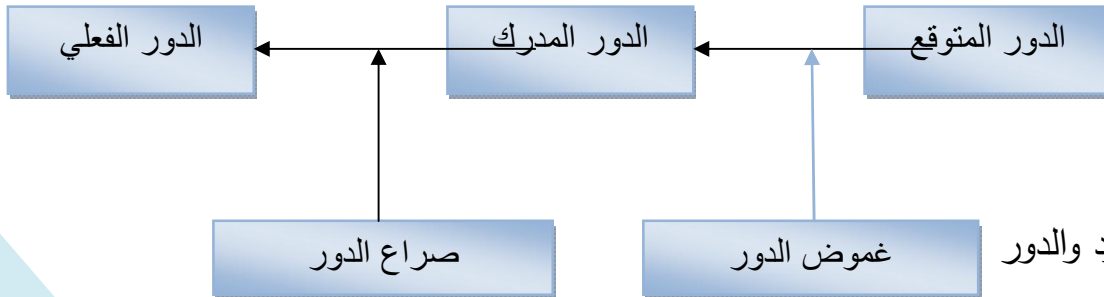 الدور المتوقع
الدور المدرك
الدور الفعلي
والدور
غموض الدور
صراع الدور